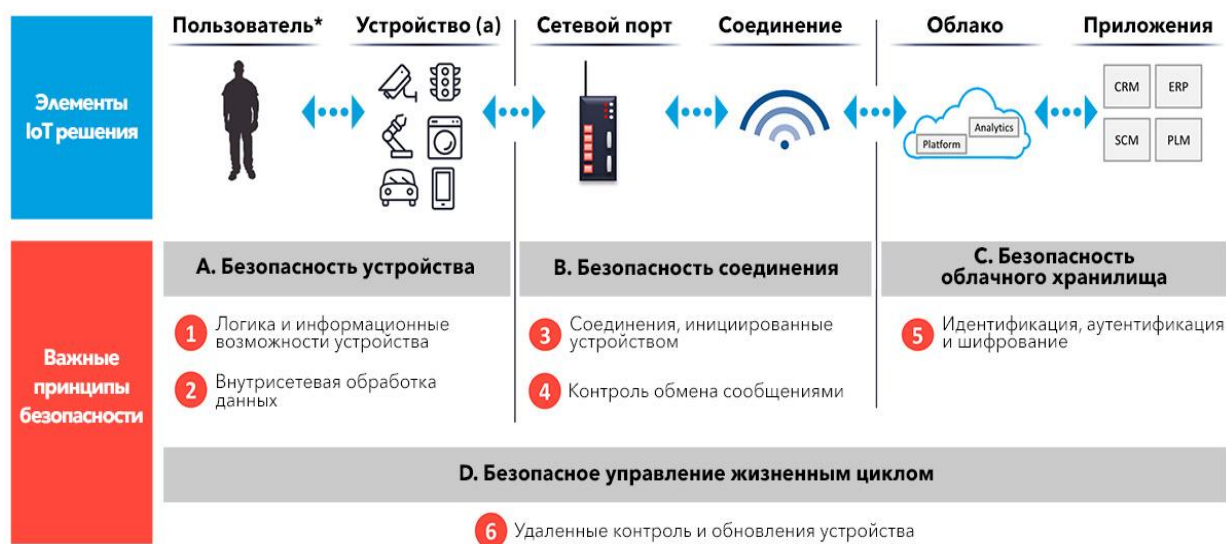 Пользователь*
Устройство (а)
Сетевой порт
Соединение
Облако
Приложения
Элементы
IoT решения
Platform
Analytics
CRM
ERP
SCM
PLM
Важные
принципы
безопасности
A. Безопасность устройства
1 Логика и информационные
возможности устройства
2 Внутрисетевая обработка
данных
B. Безопасность соединения
3 Соединения, инициированные
устройством
4 Контроль обмена сообщениями
C. Безопасность
облачного хранилища
5 Идентификация, аутентификация
и шифрование
D. Безопасное управление жизненным циклом
6 Удаленные контроль и обновления устройства